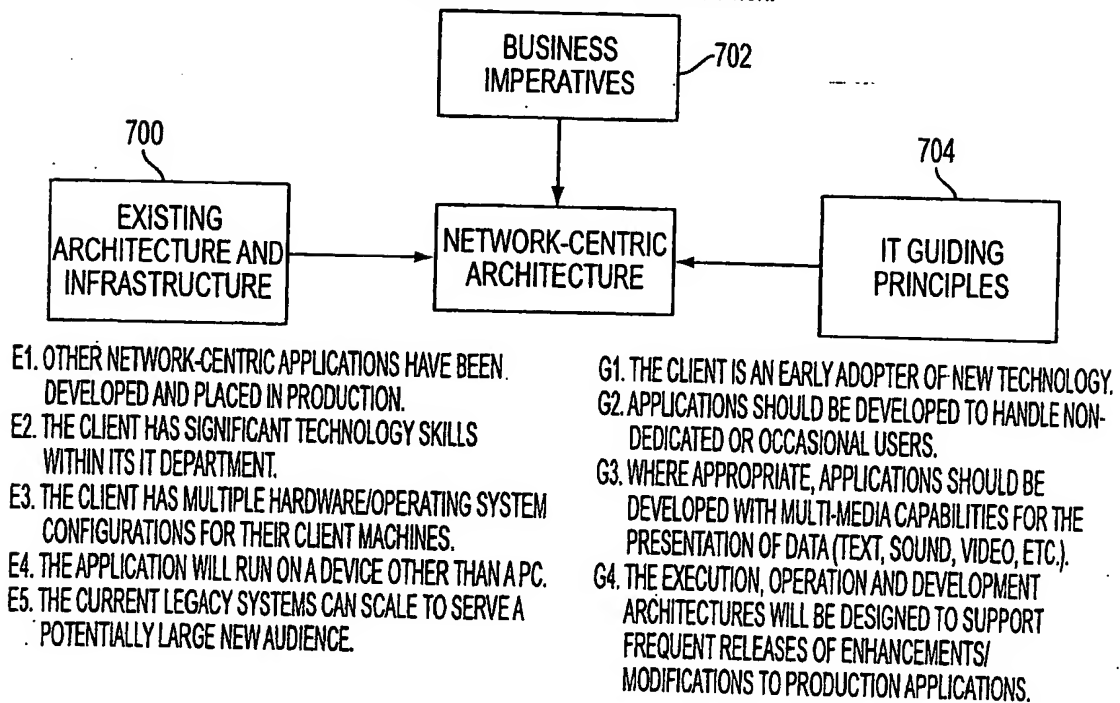 BUSINESS
IMPERATIVES
702
700
704
EXISTING
ARCHITECTURE AND
INFRASTRUCTURE
NETWORK-CENTRIC
ARCHITECTURE
IT GUIDING
PRINCIPLES
E1. OTHER NETWORK-CENTRIC APPLICATIONS HAVE BEEN
DEVELOPED AND PLACED IN PRODUCTION.
E2. THE CLIENT HAS SIGNIFICANT TECHNOLOGY SKILLS
WITHIN ITS IT DEPARTMENT.
E3. THE CLIENT HAS MULTIPLE HARDWARE/OPERATING SYSTEM
CONFIGURATIONS FOR THEIR CLIENT MACHINES.
E4. THE APPLICATION WILL RUN ON A DEVICE OTHER THAN A PC.
E5. THE CURRENT LEGACY SYSTEMS CAN SCALE TO SERVE A
POTENTIALLY LARGE NEW AUDIENCE.
G1. THE CLIENT IS AN EARLY ADOPTER OF NEW TECHNOLOGY.
G2. APPLICATIONS SHOULD BE DEVELOPED TO HANDLE NON-
DEDICATED OR OCCASIONAL USERS.
G3. WHERE APPROPRIATE, APPLICATIONS SHOULD BE
DEVELOPED WITH MULTI-MEDIA CAPABILITIES FOR THE
PRESENTATION OF DATA (TEXT, SOUND, VIDEO, ETC.).
G4. THE EXECUTION, OPERATION AND DEVELOPMENT
ARCHITECTURES WILL BE DESIGNED TO SUPPORT
FREQUENT RELEASES OF ENHANCEMENTS/
MODIFICATIONS TO PRODUCTION APPLICATIONS.